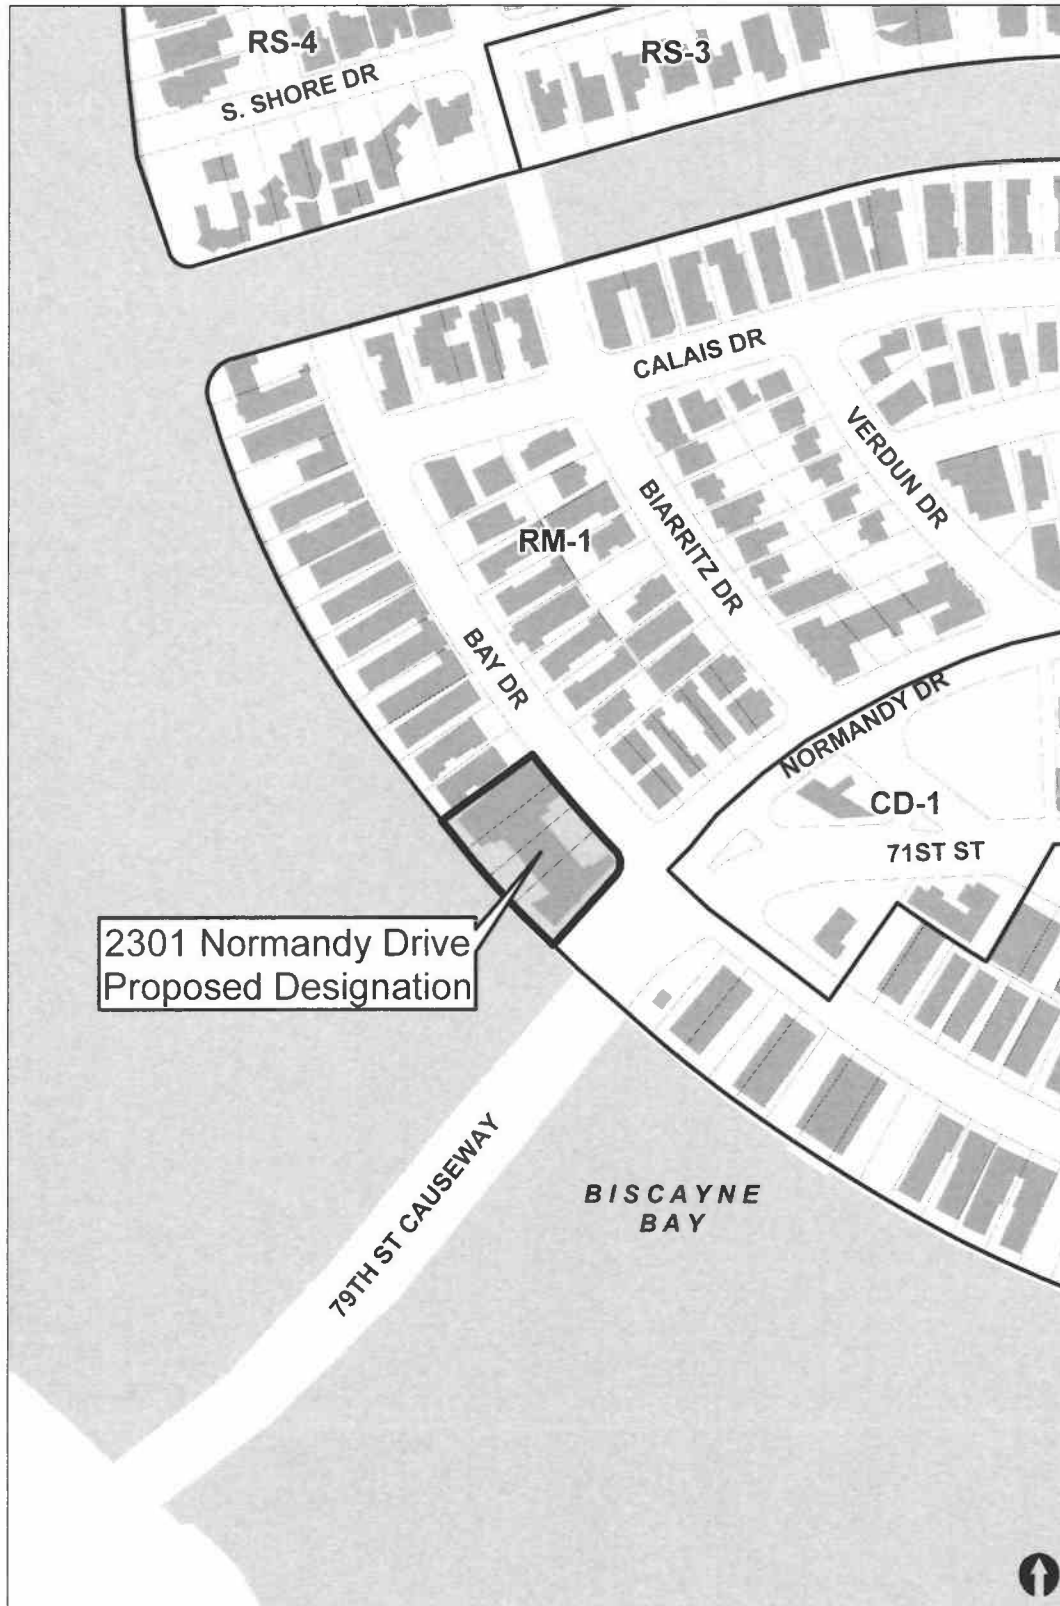 RS-4
RS-3
S. SHORE DR
CALAIS DR
VERDUN DR
BIARRITZ DR
RM-1
BAY DR
NORMANDY DR
CD-1
71ST ST
2301 Normandy Drive
Proposed Designation
79TH ST CAUSEWAY
BISCAYNE
BAY